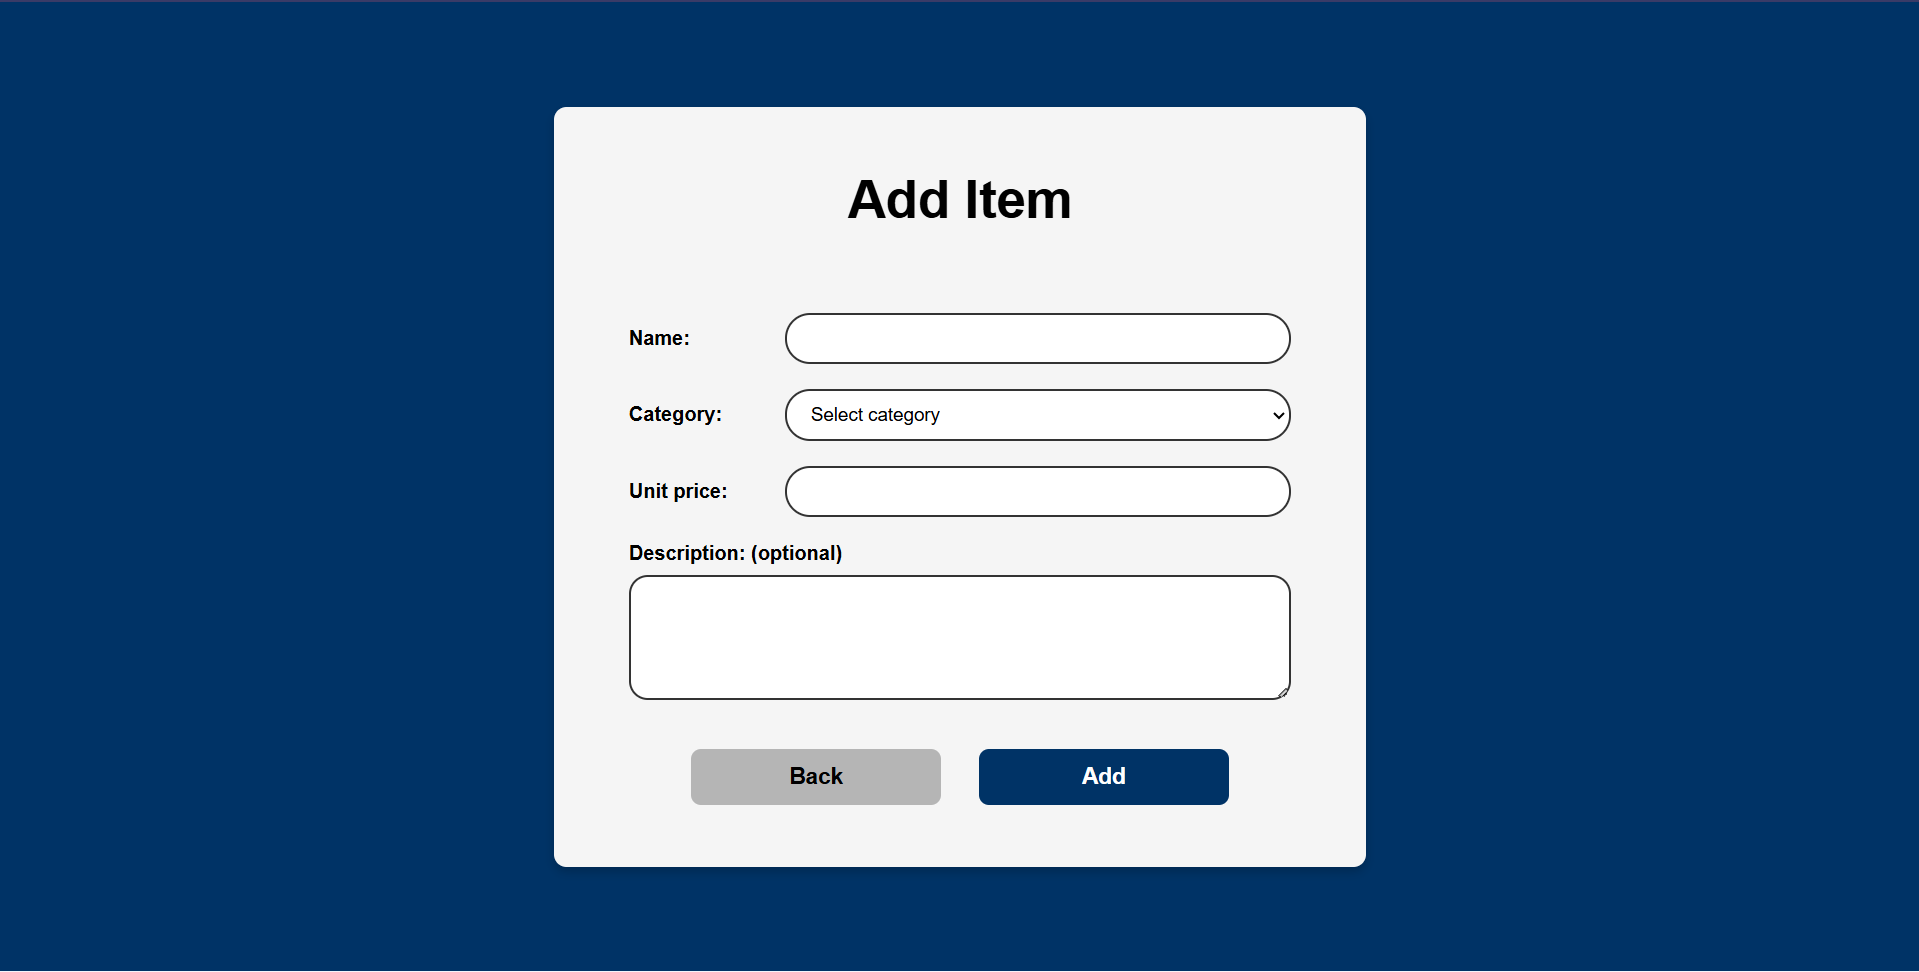 Add Item
Name:
Category: Select category
Unit price:
Description: (optional)
Back Add